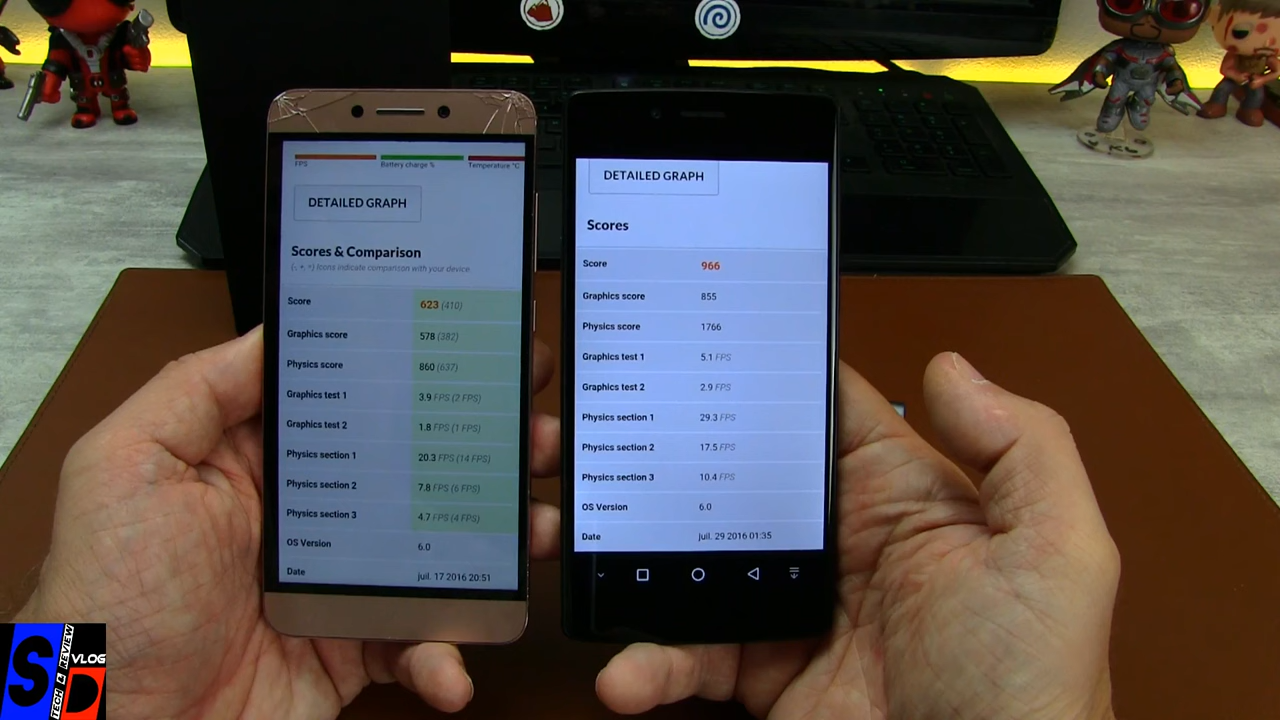 FPS Battery charge % Temperature °C
DETAILED GRAPH
Scores & Comparison
(-, +, =) Icons indicate comparison with your device.
Score 623 (410)
Graphics score 578 (382)
Physics score 860 (637)
Graphics test 1 3.9 FPS (2 FPS)
Graphics test 2 1.8 FPS (1 FPS)
Physics section 1 20.3 FPS (14 FPS)
Physics section 2 7.8 FPS (6 FPS)
Physics section 3 4.7 FPS (4 FPS)
OS Version 6.0
Date juil. 17 2016 20:51
DETAILED GRAPH
Scores
Score 966
Graphics score 855
Physics score 1766
Graphics test 1 5.1 FPS
Graphics test 2 2.9 FPS
Physics section 1 29.3 FPS
Physics section 2 17.5 FPS
Physics section 3 10.4 FPS
OS Version 6.0
Date juil. 29 2016 01:35
SD
TECH & REVIEW
VLOG